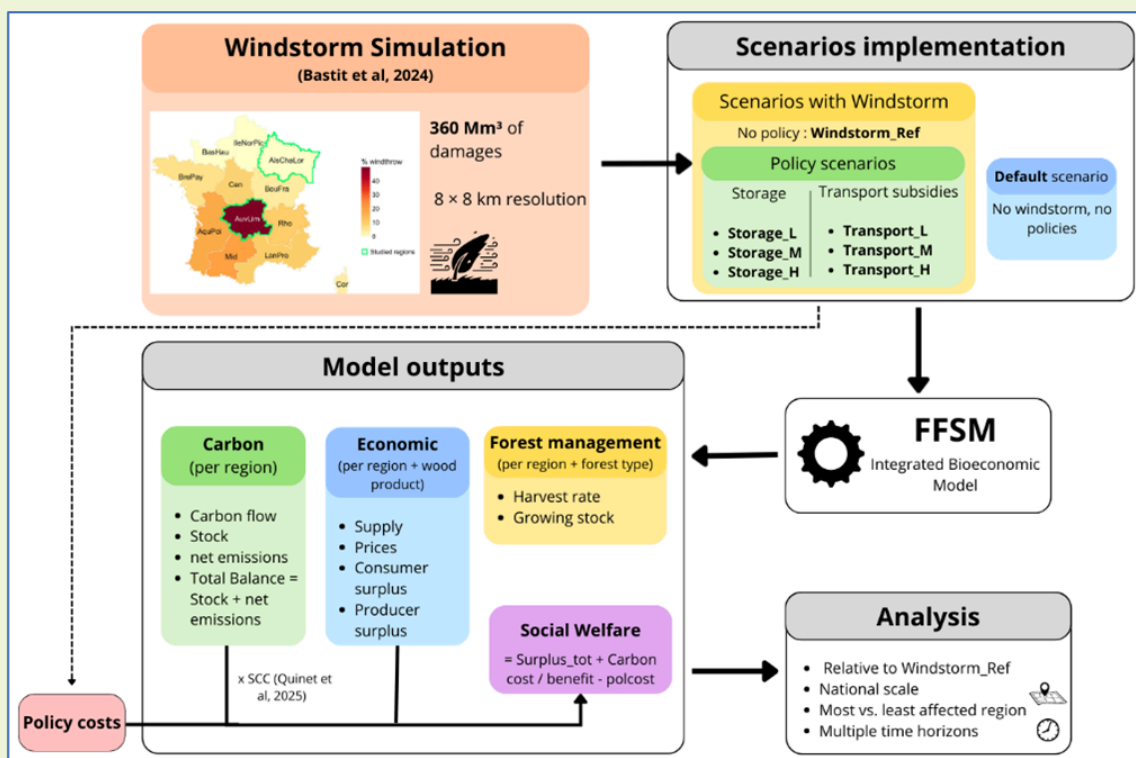 Windstorm Simulation
(Bastit et al, 2024)
IleNorPic
BasHau
AlsChaLor
BrePay
Cen
BouFra
AuvLim
Rho
AquPoi
Mid
LanPro
Cor
% windthrow
40
30
20
10
0
Studied regions
360 Mm³ of
damages
8 × 8 km resolution
Scenarios implementation
Scenarios with Windstorm
No policy : Windstorm_Ref
Policy scenarios
Storage
Transport subsidies
• Storage_L
• Storage_M
• Storage_H
• Transport_L
• Transport_M
• Transport_H
Default scenario
No windstorm, no
policies
FFSM
Integrated Bioeconomic
Model
Model outputs
Carbon
(per region)
• Carbon flow
• Stock
• net emissions
• Total Balance =
Stock + net
emissions
Economic
(per region + wood
product)
• Supply
• Prices
• Consumer
surplus
• Producer
surplus
Forest management
(per region + forest type)
• Harvest rate
• Growing stock
Social Welfare
= Surplus_tot + Carbon
cost / benefit - polcost
x SCC (Quinet
et al, 2025)
Policy costs
Analysis
• Relative to Windstorm_Ref
• National scale
• Most vs. least affected region
• Multiple time horizons